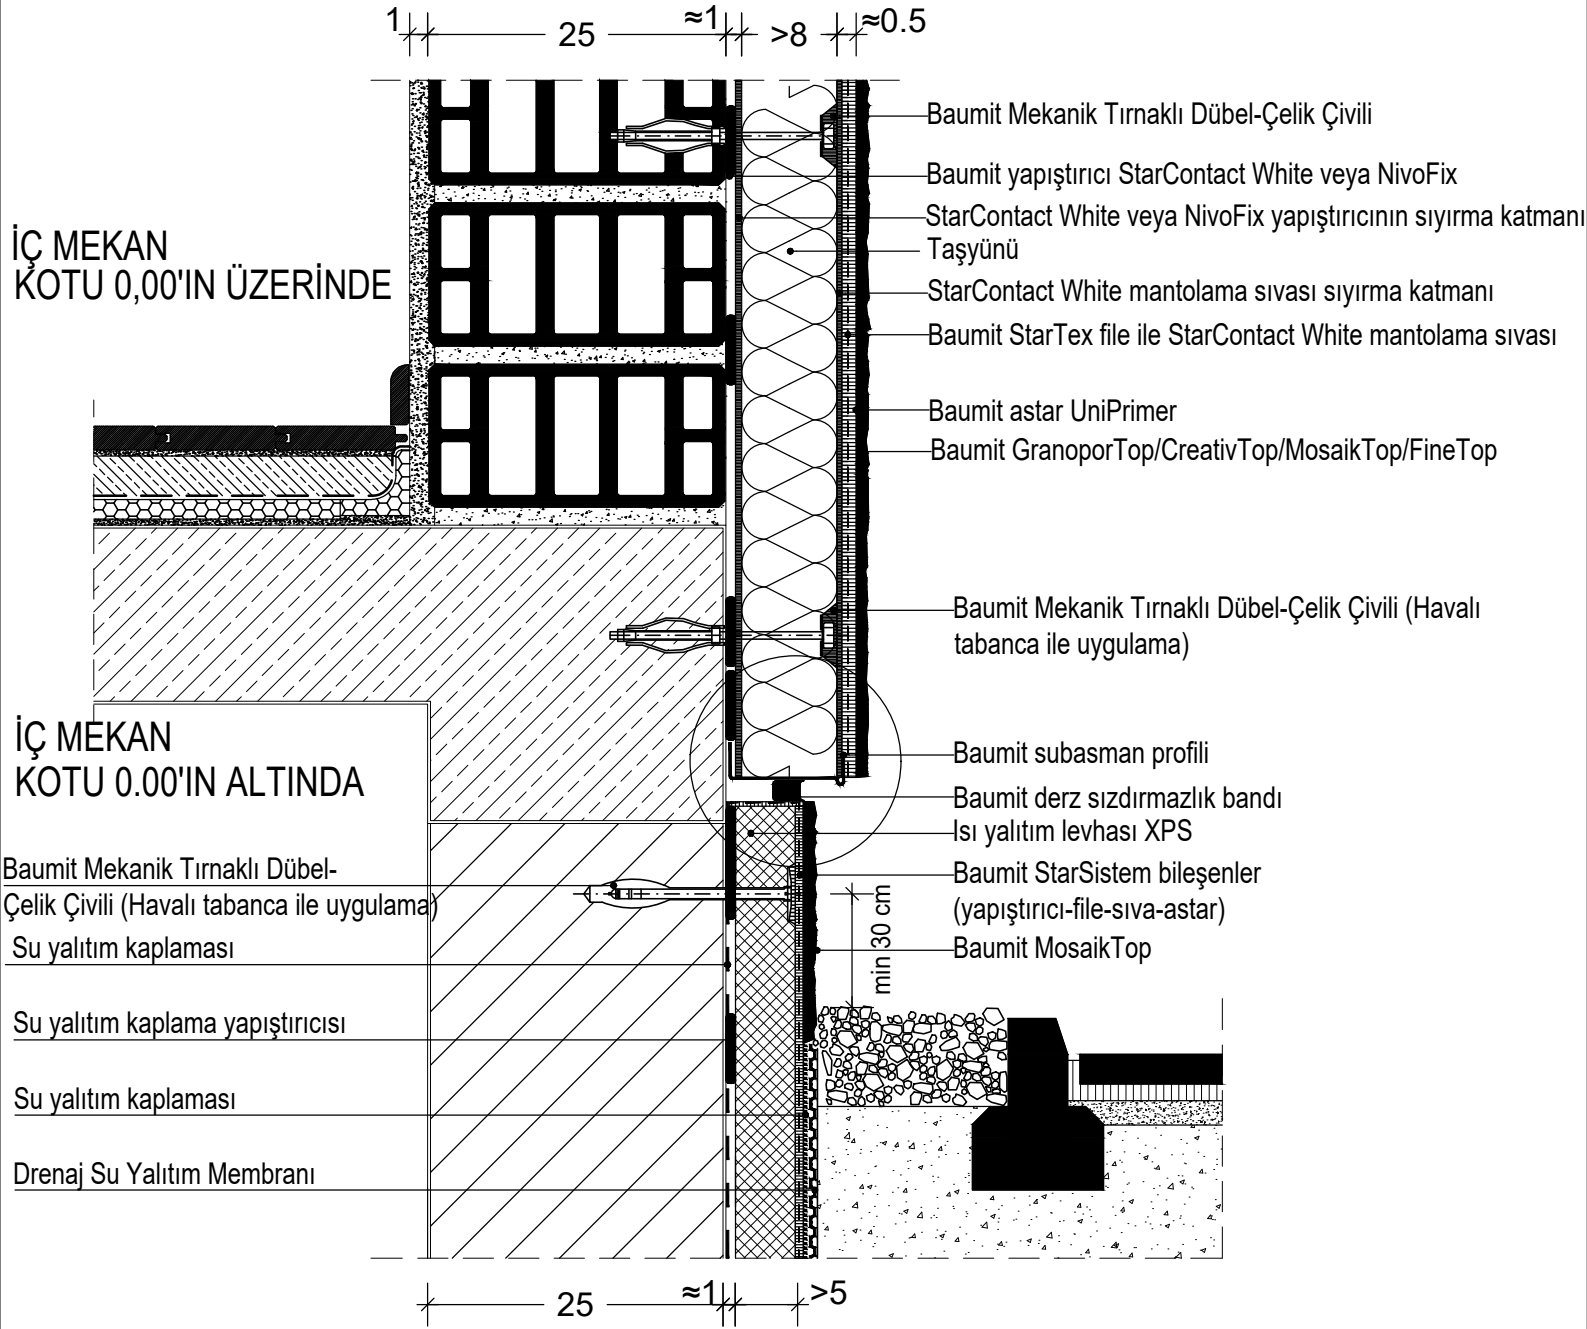 1
25
≈1
>8
≈0.5
Baumit Mekanik Tırnaklı Dübel-Çelik Çivili
Baumit yapıştırıcı StarContact White veya NivoFix
StarContact White veya NivoFix yapıştırıcının sıyırma katmanı
Taşyünü
StarContact White mantolama sıvası sıyırma katmanı
Baumit StarTex file ile StarContact White mantolama sıvası
Baumit astar UniPrimer
Baumit GranoporTop/CreativTop/MosaikTop/FineTop
İÇ MEKAN
KOTU 0,00'IN ÜZERİNDE
Baumit Mekanik Tırnaklı Dübel-Çelik Çivili (Havalı
tabanca ile uygulama)
İÇ MEKAN
KOTU 0.00'IN ALTINDA
Baumit subasman profili
Baumit derz sızdırmazlık bandı
Isı yalıtım levhası XPS
Baumit StarSistem bileşenler
(yapıştırıcı-file-sıva-astar)
Baumit MosaikTop
min 30 cm
Baumit Mekanik Tırnaklı Dübel-
Çelik Çivili (Havalı tabanca ile uygulama)
Su yalıtım kaplaması
Su yalıtım kaplama yapıştırıcısı
Su yalıtım kaplaması
Drenaj Su Yalıtım Membranı
25
≈1
>5